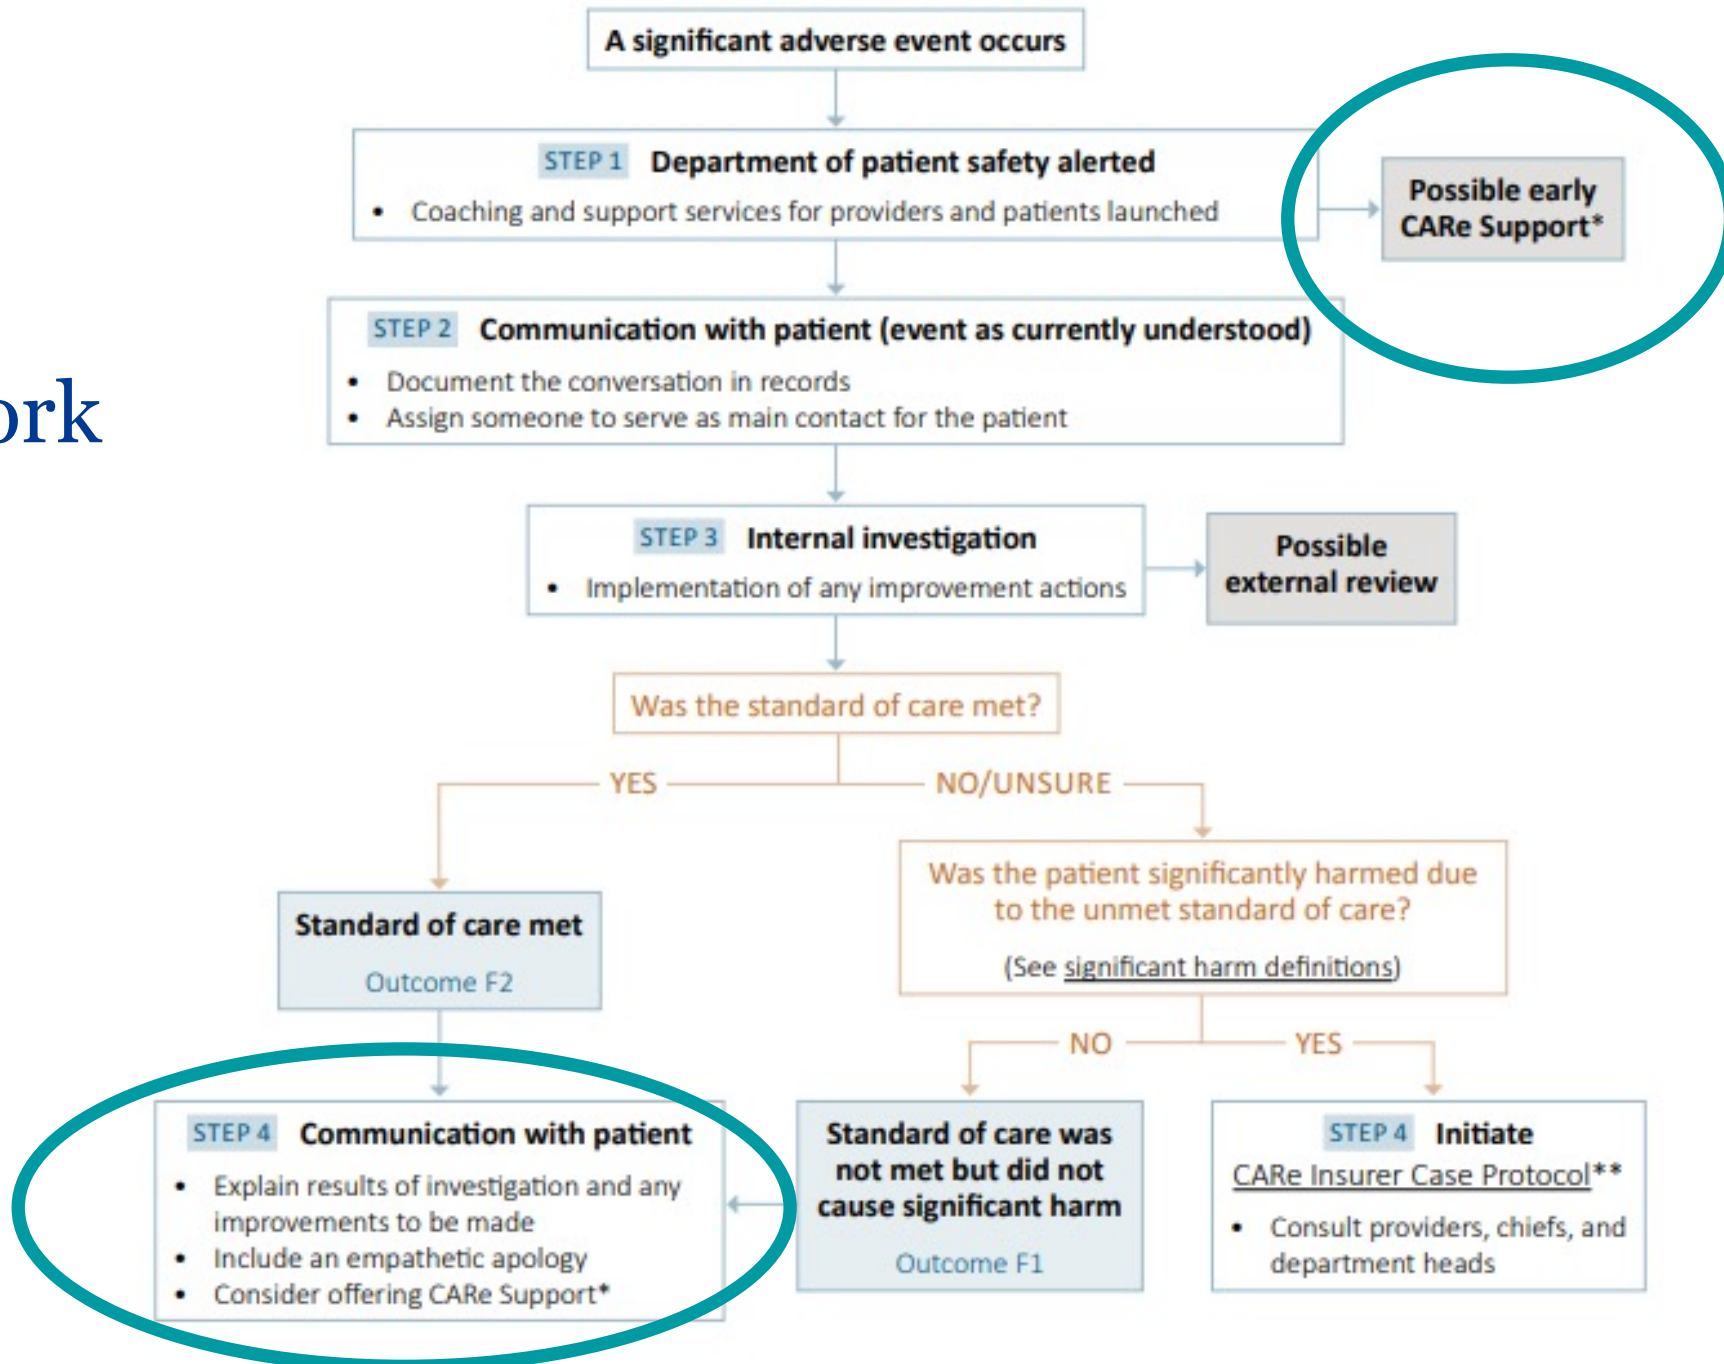 A significant adverse event occurs
STEP 1 Department of patient safety alerted
• Coaching and support services for providers and patients launched
Possible early
CARe Support*
STEP 2 Communication with patient (event as currently understood)
• Document the conversation in records
• Assign someone to serve as main contact for the patient
ork
STEP 3 Internal investigation
• Implementation of any improvement actions
Possible
external review
Was the standard of care met?
YES
NO/UNSURE
Standard of care met
Outcome F2
Was the patient significantly harmed due
to the unmet standard of care?
(See significant harm definitions)
NO
YES
STEP 4 Communication with patient
• Explain results of investigation and any
improvements to be made
• Include an empathetic apology
• Consider offering CARe Support*
Standard of care was
not met but did not
cause significant harm
Outcome F1
STEP 4 Initiate
CARe Insurer Case Protocol**
• Consult providers, chiefs, and
department heads